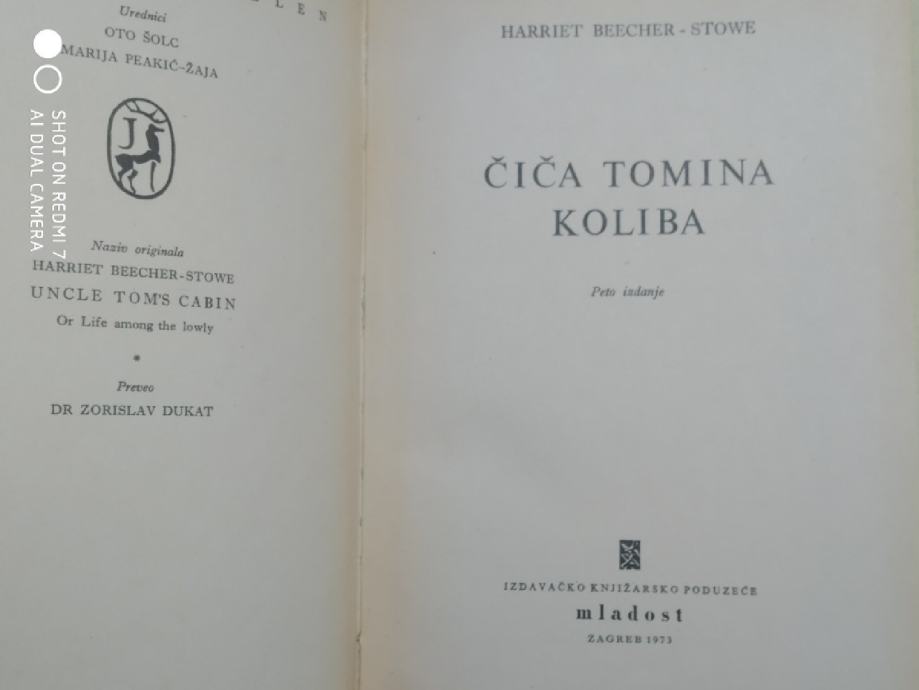 Urednici
OTO ŠOLC
MARIJA PEAKIĆ-ŽAJA
J
Naziv originala
HARRIET BEECHER-STOWE
UNCLE TOM'S CABIN
Or Life among the lowly
*
Preveo
DR ZORISLAV DUKAT
HARRIET BEECHER-STOWE
ČIČA TOMINA
KOLIBA
Peto izdanje
IZDAVAČKO KNJIŽARSKO PODUZEĆE
mladost
ZAGREB 1973
SHOT ON REDMI 7
AI DUAL CAMERA